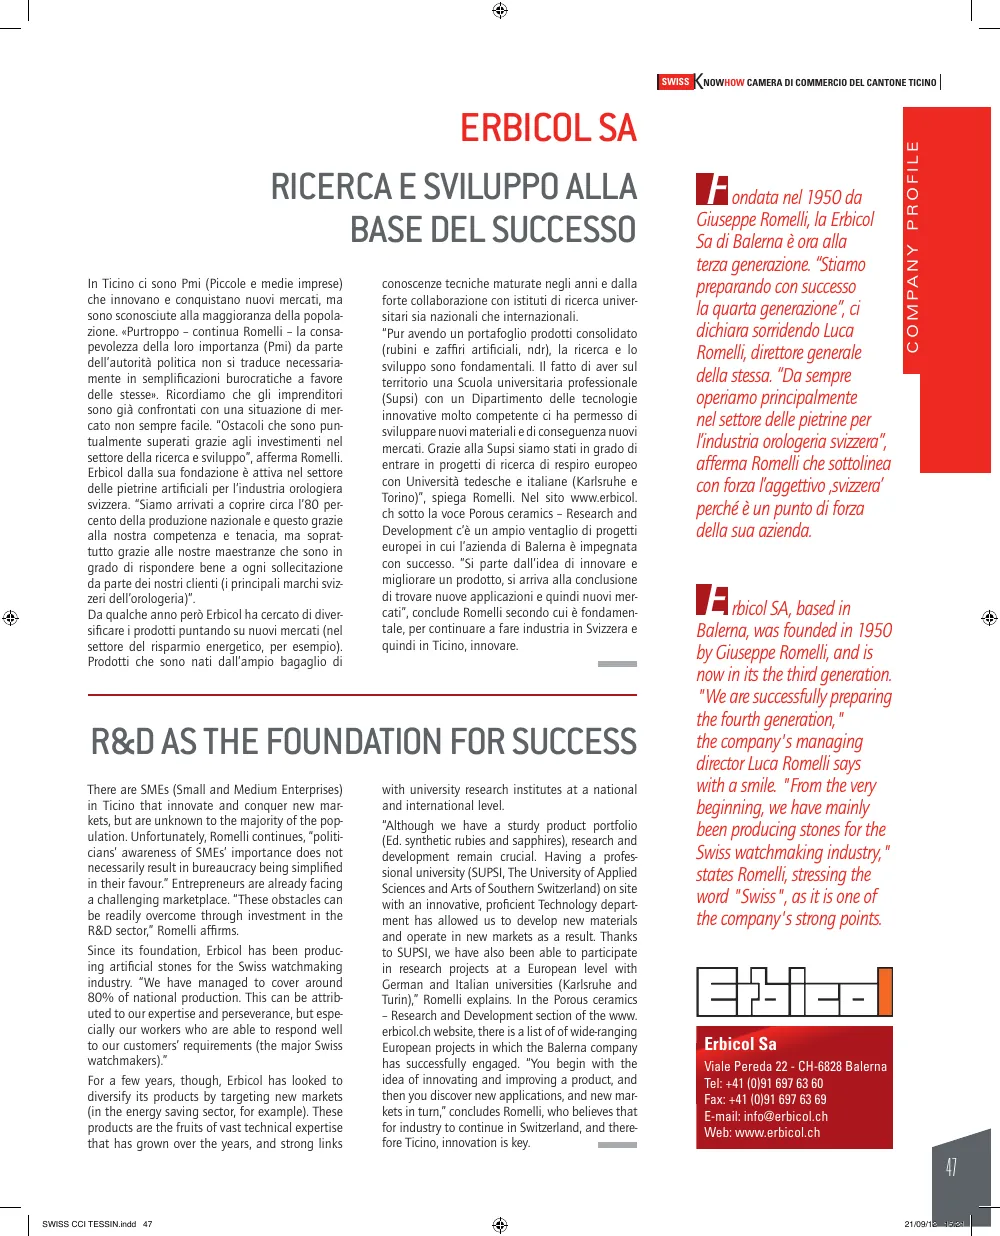 SWISS KNOWHOW CAMERA DI COMMERCIO DEL CANTONE TICINO
COMPANY PROFILE
ERBICOL SA
RICERCA E SVILUPPO ALLA
BASE DEL SUCCESSO
In Ticino ci sono Pmi (Piccole e medie imprese)
che innovano e conquistano nuovi mercati, ma
sono sconosciute alla maggioranza della popola-
zione. «Purtroppo – continua Romelli – la consa-
pevolezza della loro importanza (Pmi) da parte
dell’autorità politica non si traduce necessaria-
mente in semplificazioni burocratiche a favore
delle stesse». Ricordiamo che gli imprenditori
sono già confrontati con una situazione di mer-
cato non sempre facile. “Ostacoli che sono pun-
tualmente superati grazie agli investimenti nel
settore della ricerca e sviluppo”, afferma Romelli.
Erbicol dalla sua fondazione è attiva nel settore
delle pietrine artificiali per l’industria orologiera
svizzera. “Siamo arrivati a coprire circa l’80 per-
cento della produzione nazionale e questo grazie
alla nostra competenza e tenacia, ma soprat-
tutto grazie alle nostre maestranze che sono in
grado di rispondere bene a ogni sollecitazione
da parte dei nostri clienti (i principali marchi sviz-
zeri dell’orologeria)”.
Da qualche anno però Erbicol ha cercato di diver-
sificare i prodotti puntando su nuovi mercati (nel
settore del risparmio energetico, per esempio).
Prodotti che sono nati dall’ampio bagaglio di
conoscenze tecniche maturate negli anni e dalla
forte collaborazione con istituti di ricerca univer-
sitari sia nazionali che internazionali.
“Pur avendo un portafoglio prodotti consolidato
(rubini e zaffiri artificiali, ndr), la ricerca e lo
sviluppo sono fondamentali. Il fatto di aver sul
territorio una Scuola universitaria professionale
(Supsi) con un Dipartimento delle tecnologie
innovative molto competente ci ha permesso di
sviluppare nuovi materiali e di conseguenza nuovi
mercati. Grazie alla Supsi siamo stati in grado di
entrare in progetti di ricerca di respiro europeo
con Università tedesche e italiane (Karlsruhe e
Torino)”, spiega Romelli. Nel sito www.erbicol.
ch sotto la voce Porous ceramics – Research and
Development c’è un ampio ventaglio di progetti
europei in cui l’azienda di Balerna è impegnata
con successo. “Si parte dall’idea di innovare e
migliorare un prodotto, si arriva alla conclusione
di trovare nuove applicazioni e quindi nuovi mer-
cati”, conclude Romelli secondo cui è fondamen-
tale, per continuare a fare industria in Svizzera e
quindi in Ticino, innovare.
Fondata nel 1950 da
Giuseppe Romelli, la Erbicol
Sa di Balerna è ora alla
terza generazione. “Stiamo
preparando con successo
la quarta generazione”, ci
dichiara sorridendo Luca
Romelli, direttore generale
della stessa. “Da sempre
operiamo principalmente
nel settore delle pietrine per
l’industria orologeria svizzera”,
afferma Romelli che sottolinea
con forza l’aggettivo ‚svizzera’
perché è un punto di forza
della sua azienda.
R&D AS THE FOUNDATION FOR SUCCESS
There are SMEs (Small and Medium Enterprises)
in Ticino that innovate and conquer new mar-
kets, but are unknown to the majority of the pop-
ulation. Unfortunately, Romelli continues, “politi-
cians’ awareness of SMEs’ importance does not
necessarily result in bureaucracy being simplified
in their favour.” Entrepreneurs are already facing
a challenging marketplace. “These obstacles can
be readily overcome through investment in the
R&D sector,” Romelli affirms.
Since its foundation, Erbicol has been produc-
ing artificial stones for the Swiss watchmaking
industry. “We have managed to cover around
80% of national production. This can be attrib-
uted to our expertise and perseverance, but espe-
cially our workers who are able to respond well
to our customers’ requirements (the major Swiss
watchmakers).”
For a few years, though, Erbicol has looked to
diversify its products by targeting new markets
(in the energy saving sector, for example). These
products are the fruits of vast technical expertise
that has grown over the years, and strong links
with university research institutes at a national
and international level.
“Although we have a sturdy product portfolio
(Ed. synthetic rubies and sapphires), research and
development remain crucial. Having a profes-
sional university (SUPSI, The University of Applied
Sciences and Arts of Southern Switzerland) on site
with an innovative, proficient Technology depart-
ment has allowed us to develop new materials
and operate in new markets as a result. Thanks
to SUPSI, we have also been able to participate
in research projects at a European level with
German and Italian universities (Karlsruhe and
Turin),” Romelli explains. In the Porous ceramics
– Research and Development section of the www.
erbicol.ch website, there is a list of of wide-ranging
European projects in which the Balerna company
has successfully engaged. “You begin with the
idea of innovating and improving a product, and
then you discover new applications, and new mar-
kets in turn,” concludes Romelli, who believes that
for industry to continue in Switzerland, and there-
fore Ticino, innovation is key.
Erbicol SA, based in
Balerna, was founded in 1950
by Giuseppe Romelli, and is
now in its the third generation.
"We are successfully preparing
the fourth generation,"
the company's managing
director Luca Romelli says
with a smile. "From the very
beginning, we have mainly
been producing stones for the
Swiss watchmaking industry,"
states Romelli, stressing the
word "Swiss", as it is one of
the company's strong points.
Erbicol
Erbicol Sa
Viale Pereda 22 - CH-6828 Balerna
Tel: +41 (0)91 697 63 60
Fax: +41 (0)91 697 63 69
E-mail: info@erbicol.ch
Web: www.erbicol.ch
47
SWISS CCI TESSIN.indd 47
21/09/12